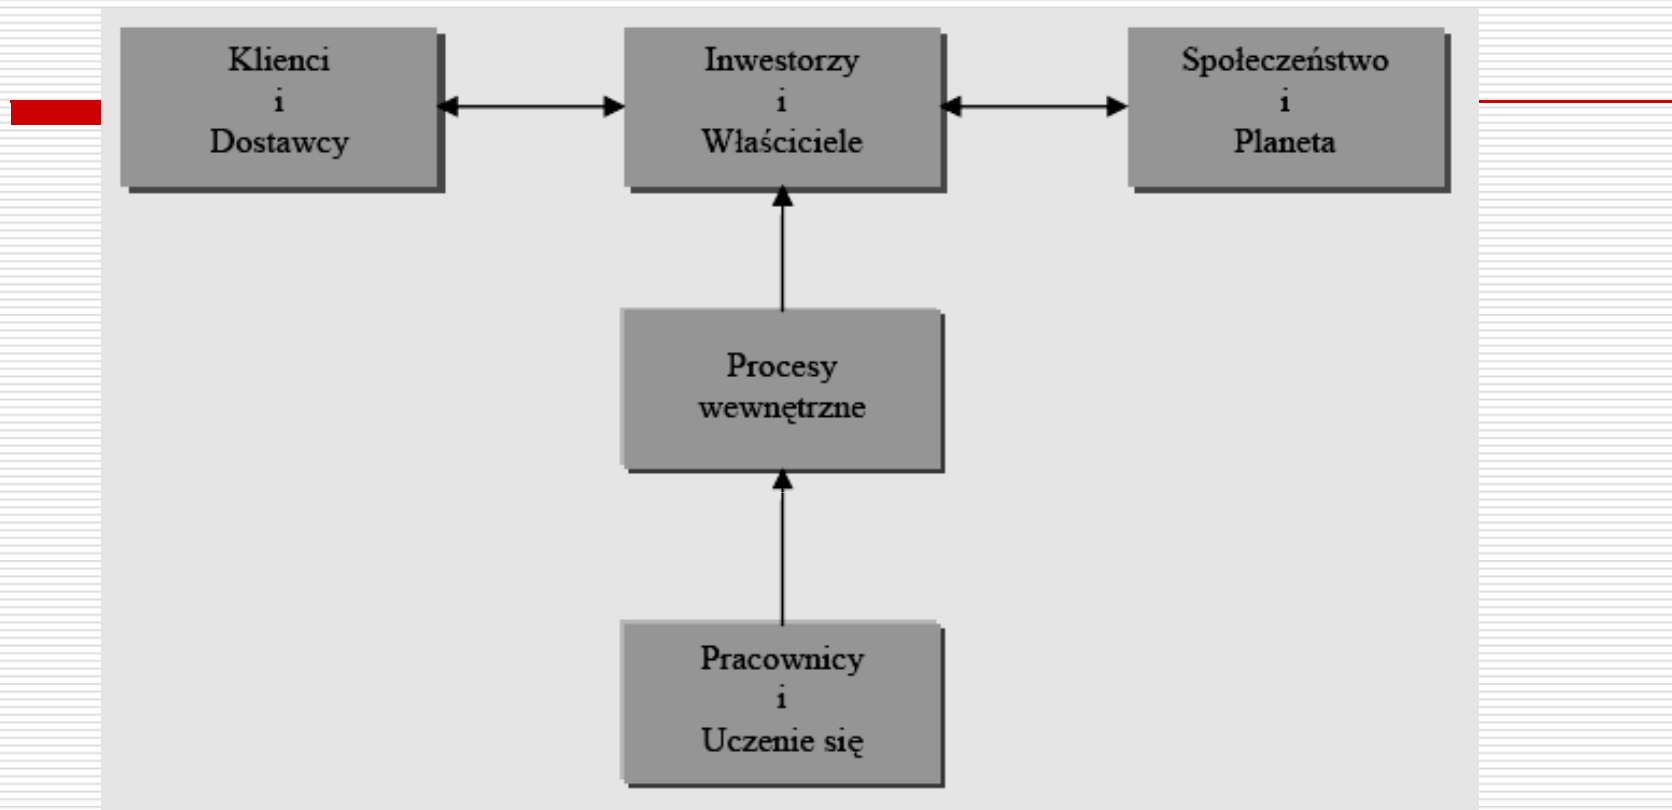 Klienci
i
Dostawcy
Inwestorzy
i
Właściciele
Społeczeństwo
i
Planeta
Procesy
wewnętrzne
Pracownicy
i
Uczenie się